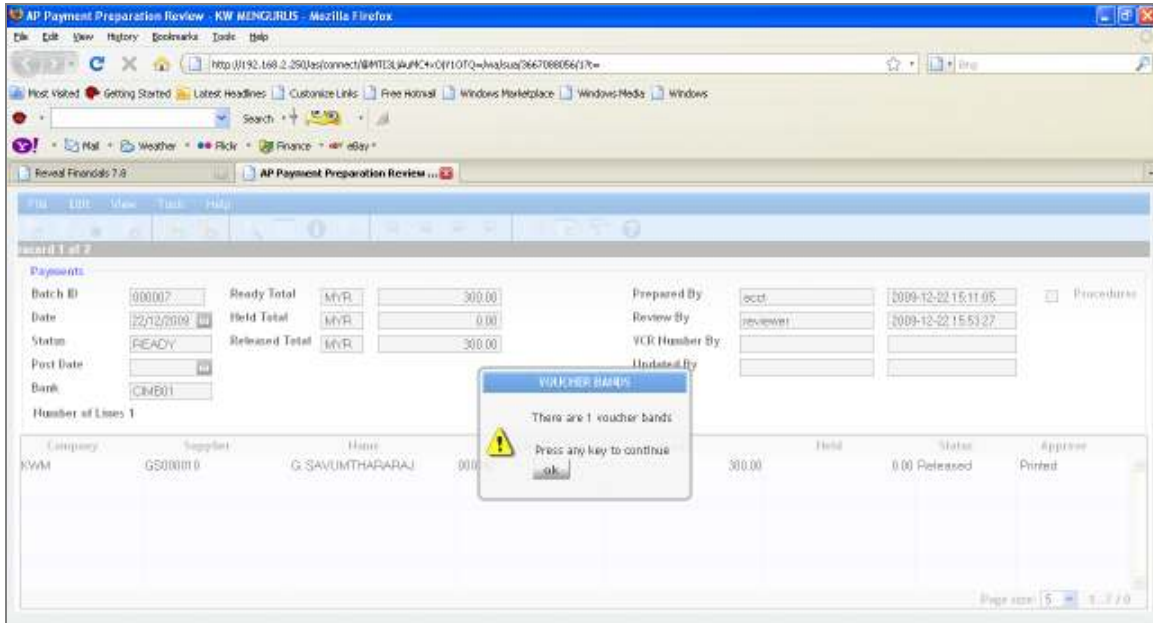 AP Payment Preparation Review - KW MENGURUS - Mozilla Firefox
File Edit View History Bookmarks Tools Help
Most Visited Getting Started Latest Headlines Customize Links Free Hotmail Windows Marketplace Windows Media Windows
Search
Mail Weather Flickr Finance eBay
Reveal Financials 7.8 AP Payment Preparation Review ...
File Edit View Tools Help
record 1 of 2
Payments
Batch ID 000007 Ready Total MYR 300.00 Prepared By acct 2009-12-22 15:11:05 Procedures
Date 22/12/2009 Held Total MYR 0.00 Review By reviewer 2009-12-22 15:53:27
Status READY Released Total MYR 300.00 VCR Number By
Post Date Updated By
Bank CIMB01
Number of Lines 1
VOUCHER BANDS
There are 1 voucher bands
Press any key to continue
ok
Company Supplier Name Held Status Approve
KWM GS000010 G. SAVUMTHARARAJ 300.00 0.00 Released Printed
Page size: 5